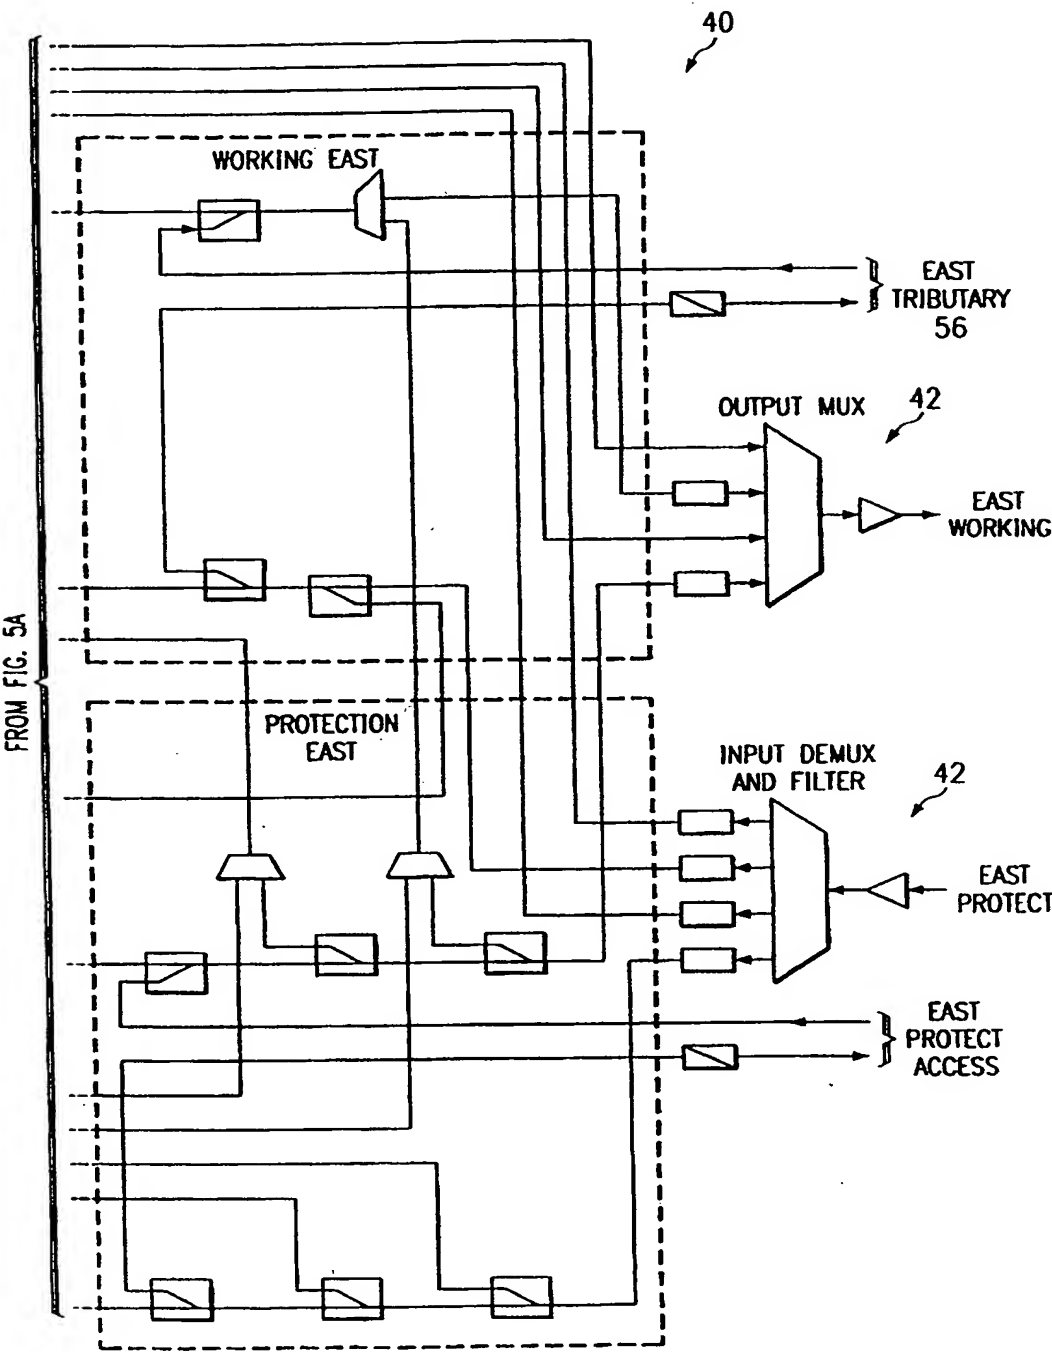 40
WORKING EAST
EAST
TRIBUTARY
56
OUTPUT MUX
42
EAST
WORKING
FROM FIG. 5A
PROTECTION
EAST
INPUT DEMUX
AND FILTER
42
EAST
PROTECT
EAST
PROTECT
ACCESS